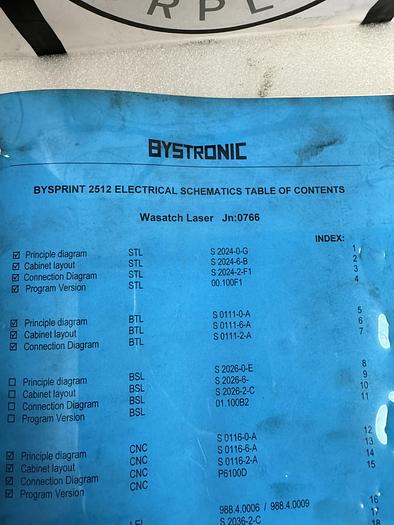 RPL
BYSTRONIC
BYSPRINT 2512 ELECTRICAL SCHEMATICS TABLE OF CONTENTS
Wasatch Laser Jn:0766
INDEX:
☑ Principle diagram STL S 2024-0-G 1
☑ Cabinet layout STL S 2024-6-B 2
☑ Connection Diagram STL S 2024-2-F1 3
☑ Program Version STL 00.100F1 4
☑ Principle diagram BTL S 0111-0-A 5
☑ Cabinet layout BTL S 0111-6-A 6
☑ Connection Diagram BTL S 0111-2-A 7
☐ Principle diagram BSL S 2026-0-E 8
☐ Cabinet layout BSL S 2026-6- 9
☐ Connection Diagram BSL S 2026-2-C 10
☐ Program Version BSL 01.100B2 11
☑ Principle diagram CNC S 0116-0-A 12
☑ Cabinet layout CNC S 0116-6-A 13
☑ Connection Diagram CNC S 0116-2-A 14
☑ Program Version CNC P6100D 15
988.4.0006 / 988.4.0009 16
S 2036-2-C 17
18